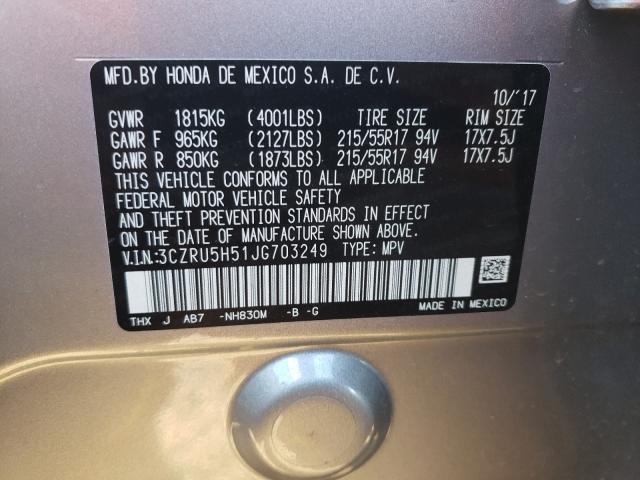 MFD.BY HONDA DE MEXICO S.A. DE C.V.
10/'17
GVWR 1815KG (4001LBS) TIRE SIZE RIM SIZE
GAWR F 965KG (2127LBS) 215/55R17 94V 17X7.5J
GAWR R 850KG (1873LBS) 215/55R17 94V 17X7.5J
THIS VEHICLE CONFORMS TO ALL APPLICABLE
FEDERAL MOTOR VEHICLE SAFETY
AND THEFT PREVENTION STANDARDS IN EFFECT
ON THE DATE OF MANUFACTURE SHOWN ABOVE.
V.I.N.:3CZRU5H51JG703249 TYPE: MPV
THX J AB7 -NH830M -B -G MADE IN MEXICO